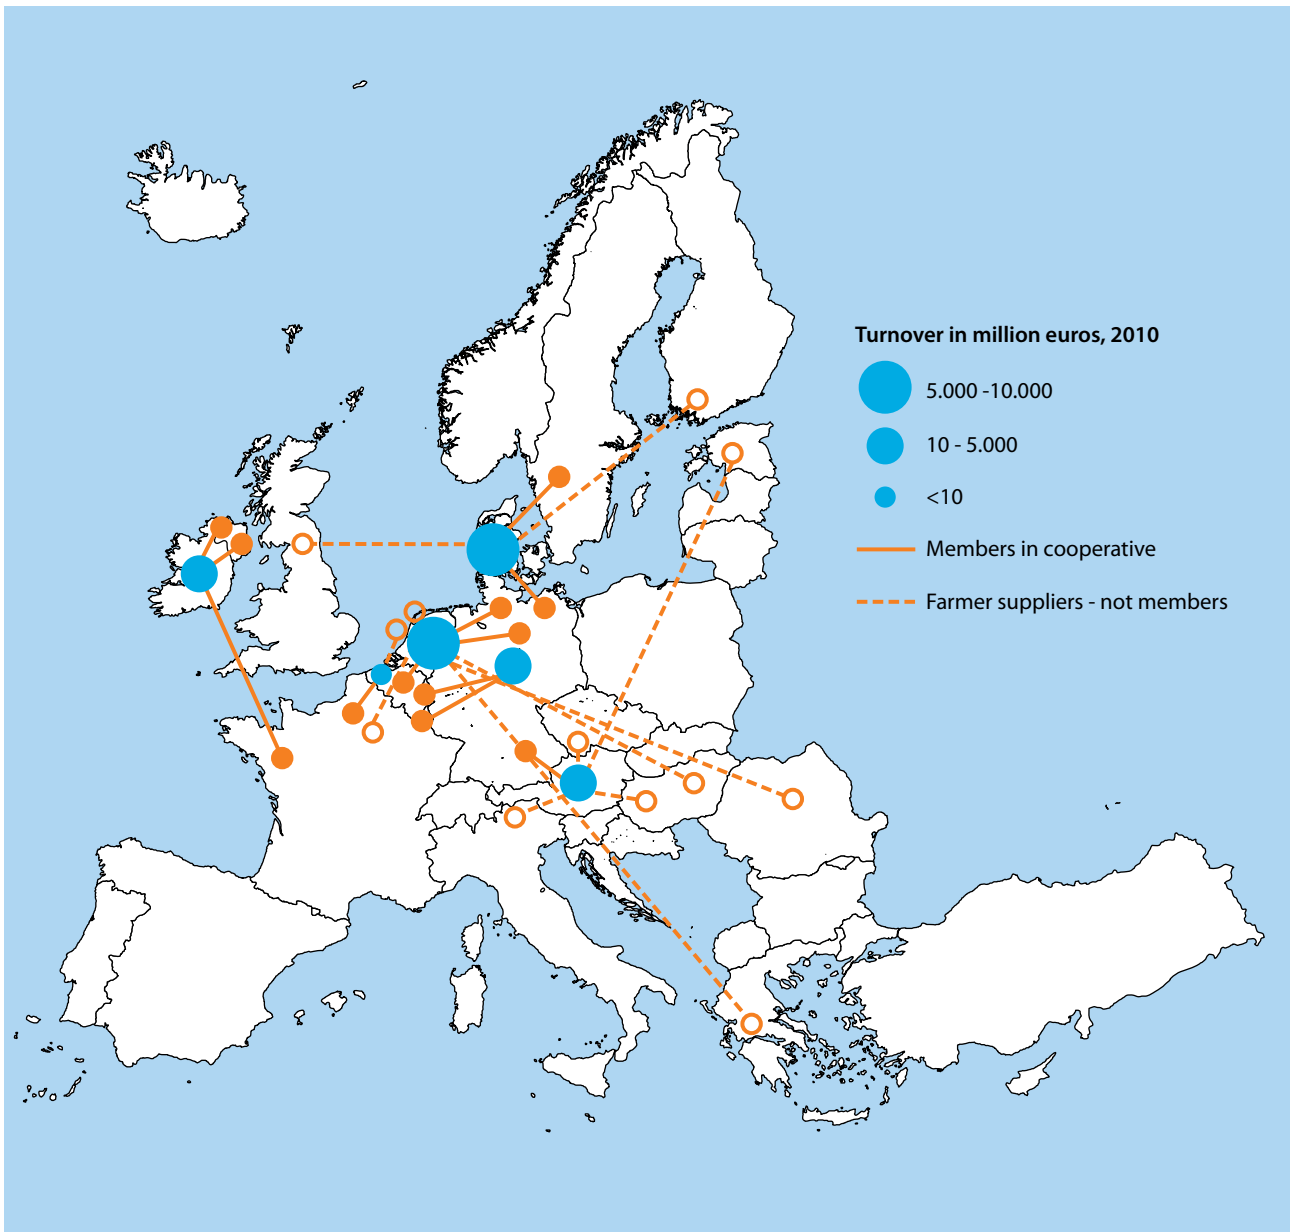 Turnover in million euros, 2010
5.000 -10.000
10 - 5.000
<10
Members in cooperative
Farmer suppliers - not members